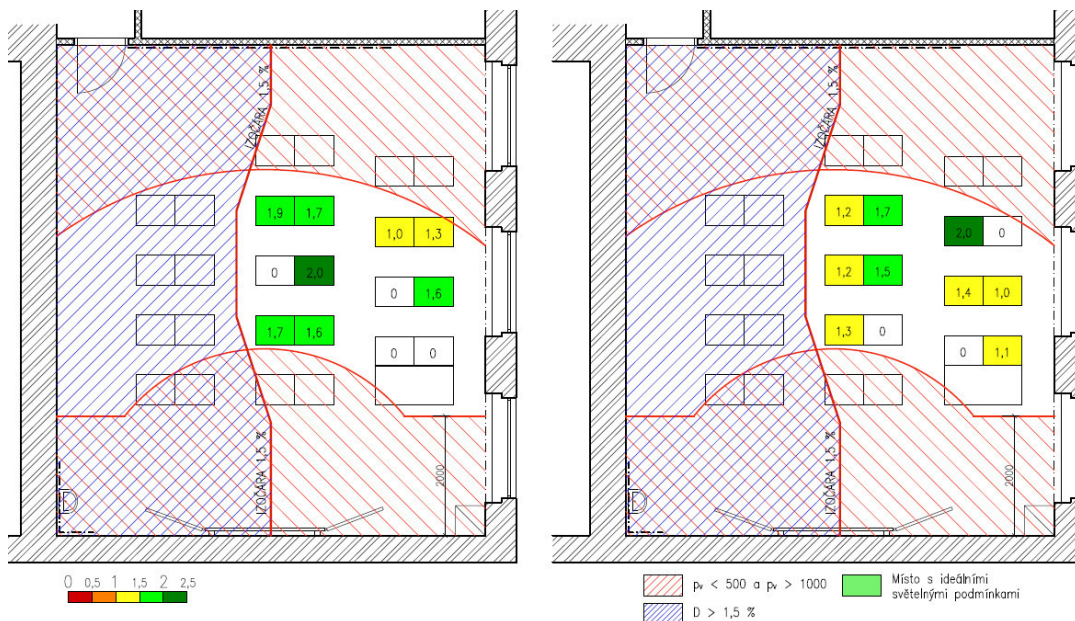 IZOČÁRA 1,5 %
1,9 1,7
1,0 1,3
0 2,0
0 1,6
1,7 1,6
0 0
IZOČÁRA 1,5 %
2000
0 0,5 1 1,5 2 2,5
IZOČÁRA 1,5 %
1,2 1,7
2,0 0
1,2 1,5
1,4 1,0
1,3 0
0 1,1
IZOČÁRA 1,5 %
2000
pᵥ < 500 a pᵥ > 1000
D > 1,5 %
Místo s ideálními
světelnými podmínkami